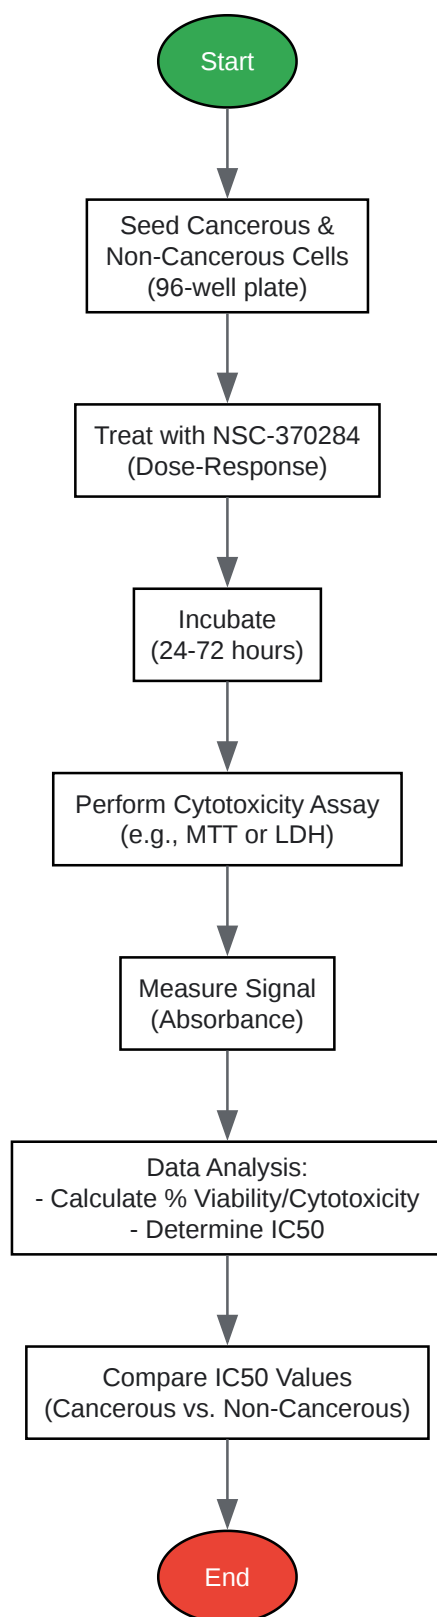 Start
Seed Cancerous &
Non-Cancerous Cells
(96-well plate)
Treat with NSC-370284
(Dose-Response)
Incubate
(24-72 hours)
Perform Cytotoxicity Assay
(e.g., MTT or LDH)
Measure Signal
(Absorbance)
Data Analysis:
- Calculate % Viability/Cytotoxicity
- Determine IC50
Compare IC50 Values
(Cancerous vs. Non-Cancerous)
End